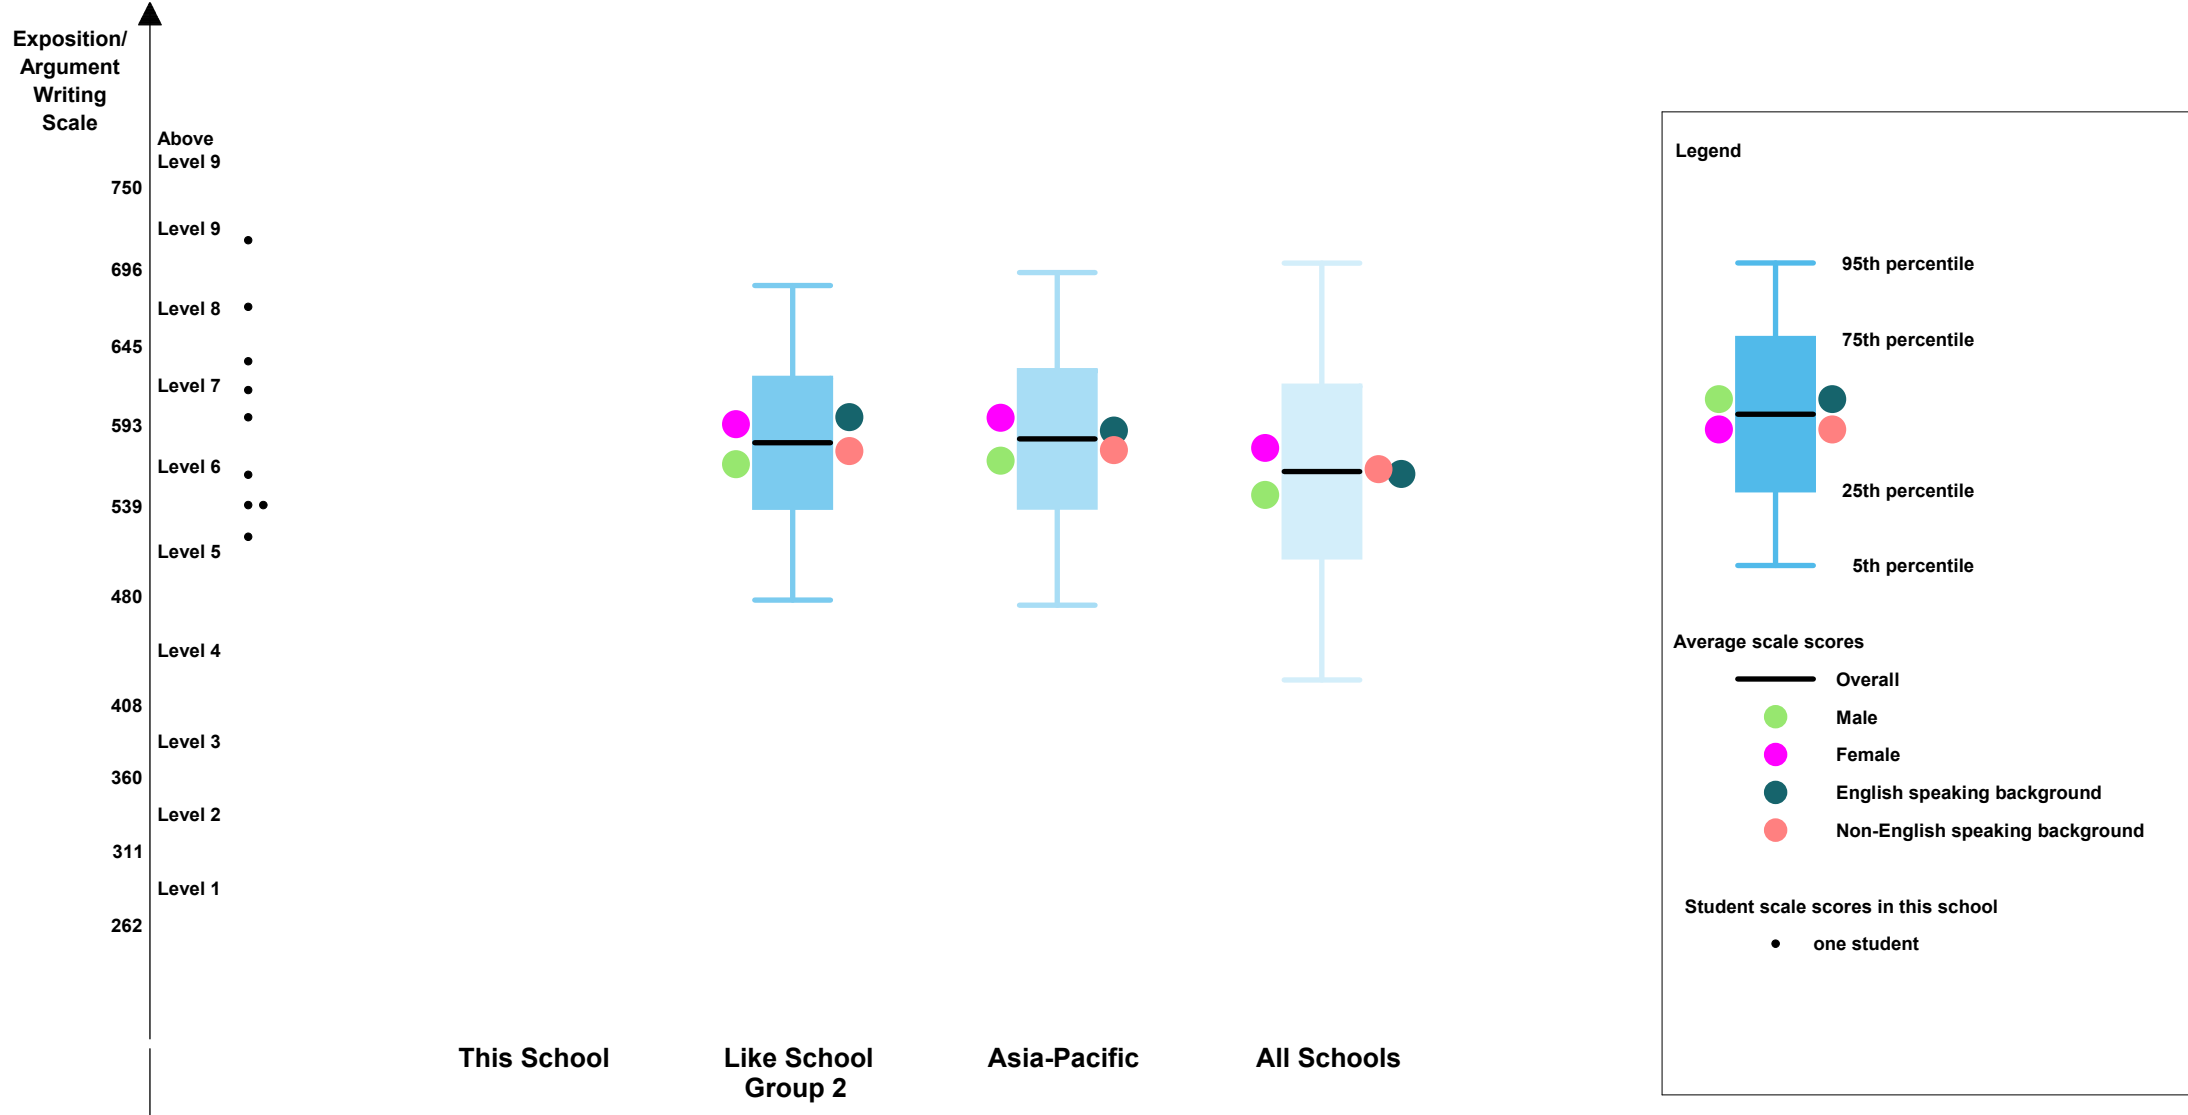 Exposition/
Argument
Writing
Scale
Above
Level 9
750
Level 9
696
Level 8
645
Level 7
593
Level 6
539
Level 5
480
Level 4
408
Level 3
360
Level 2
311
Level 1
262
This School
Like School
Group 2
Asia-Pacific
All Schools
Legend
95th percentile
75th percentile
25th percentile
5th percentile
Average scale scores
Overall
Male
Female
English speaking background
Non-English speaking background
Student scale scores in this school
one student